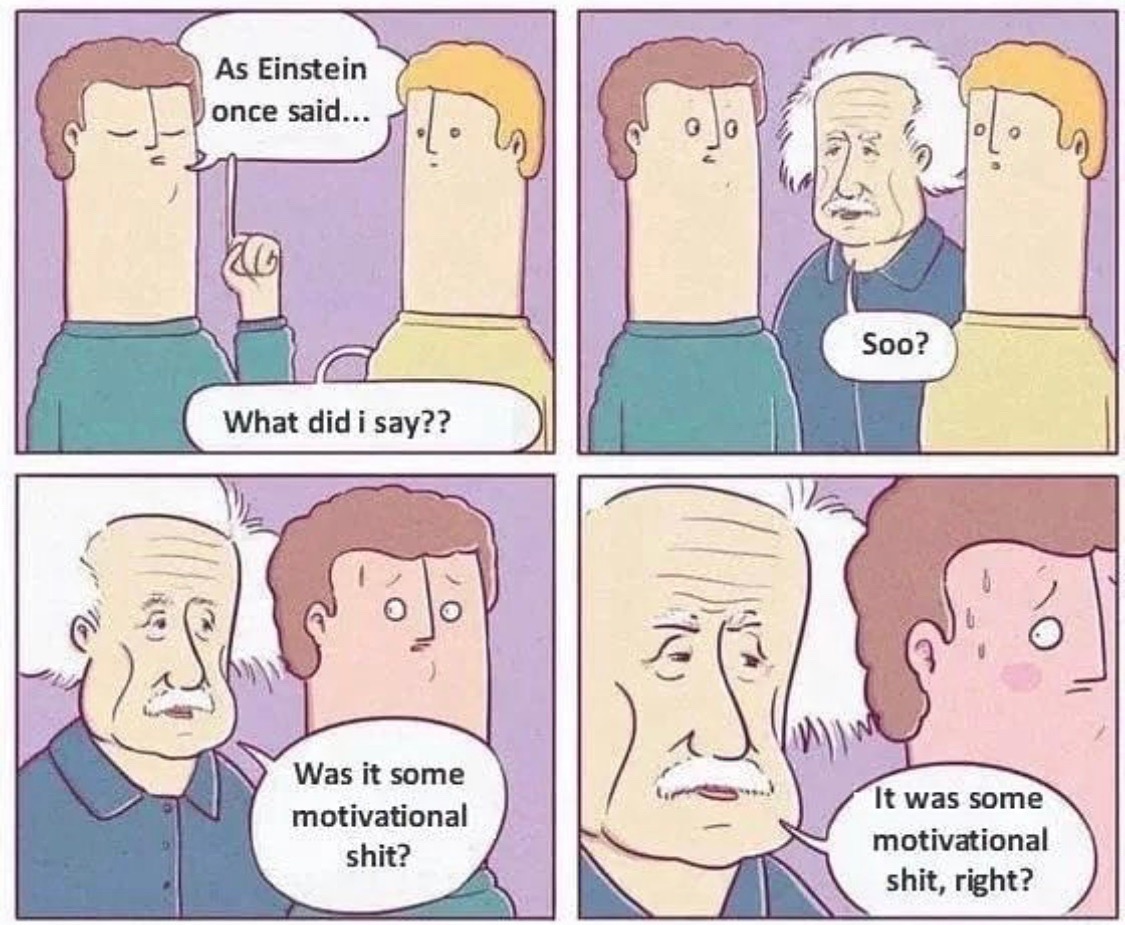 As Einstein
once said...
What did i say??
Soo?
Was it some
motivational
shit?
It was some
motivational
shit, right?